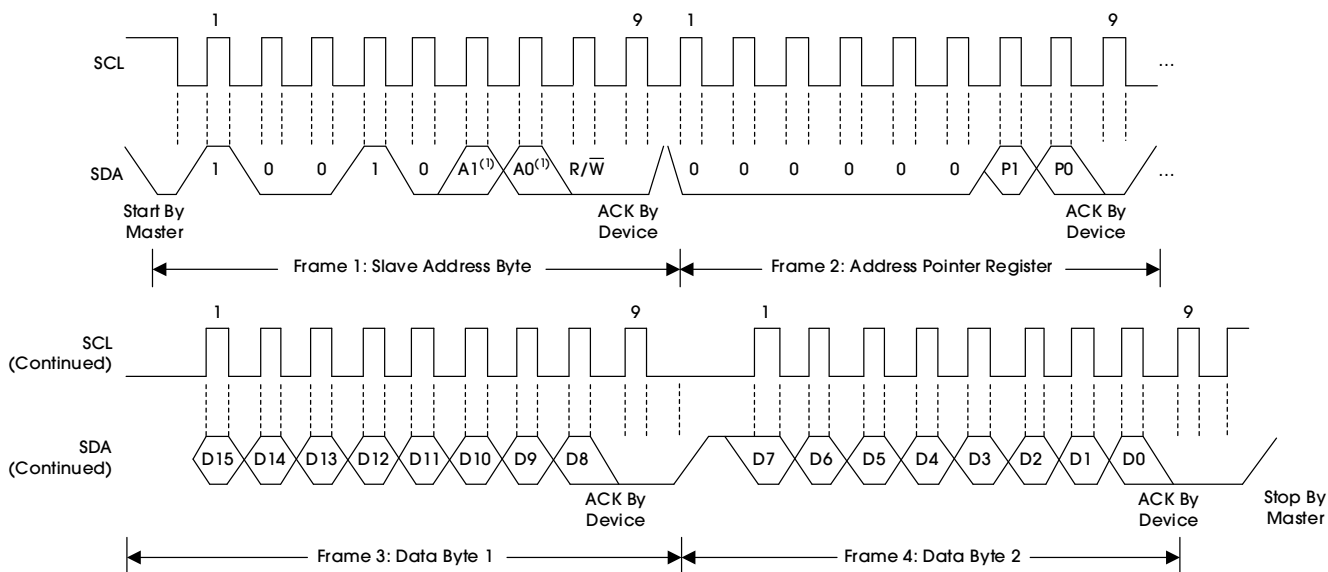 1 9 1 9
SCL ...
SDA 1 0 0 1 0 A1(1) A0(1) R/W̅ 0 0 0 0 0 0 P1 P0 ...
Start By
Master
ACK By
Device
ACK By
Device
Frame 1: Slave Address Byte
Frame 2: Address Pointer Register
1 9 1 9
SCL
(Continued)
SDA
(Continued)
D15 D14 D13 D12 D11 D10 D9 D8 D7 D6 D5 D4 D3 D2 D1 D0
ACK By
Device
ACK By
Device
Stop By
Master
Frame 3: Data Byte 1
Frame 4: Data Byte 2